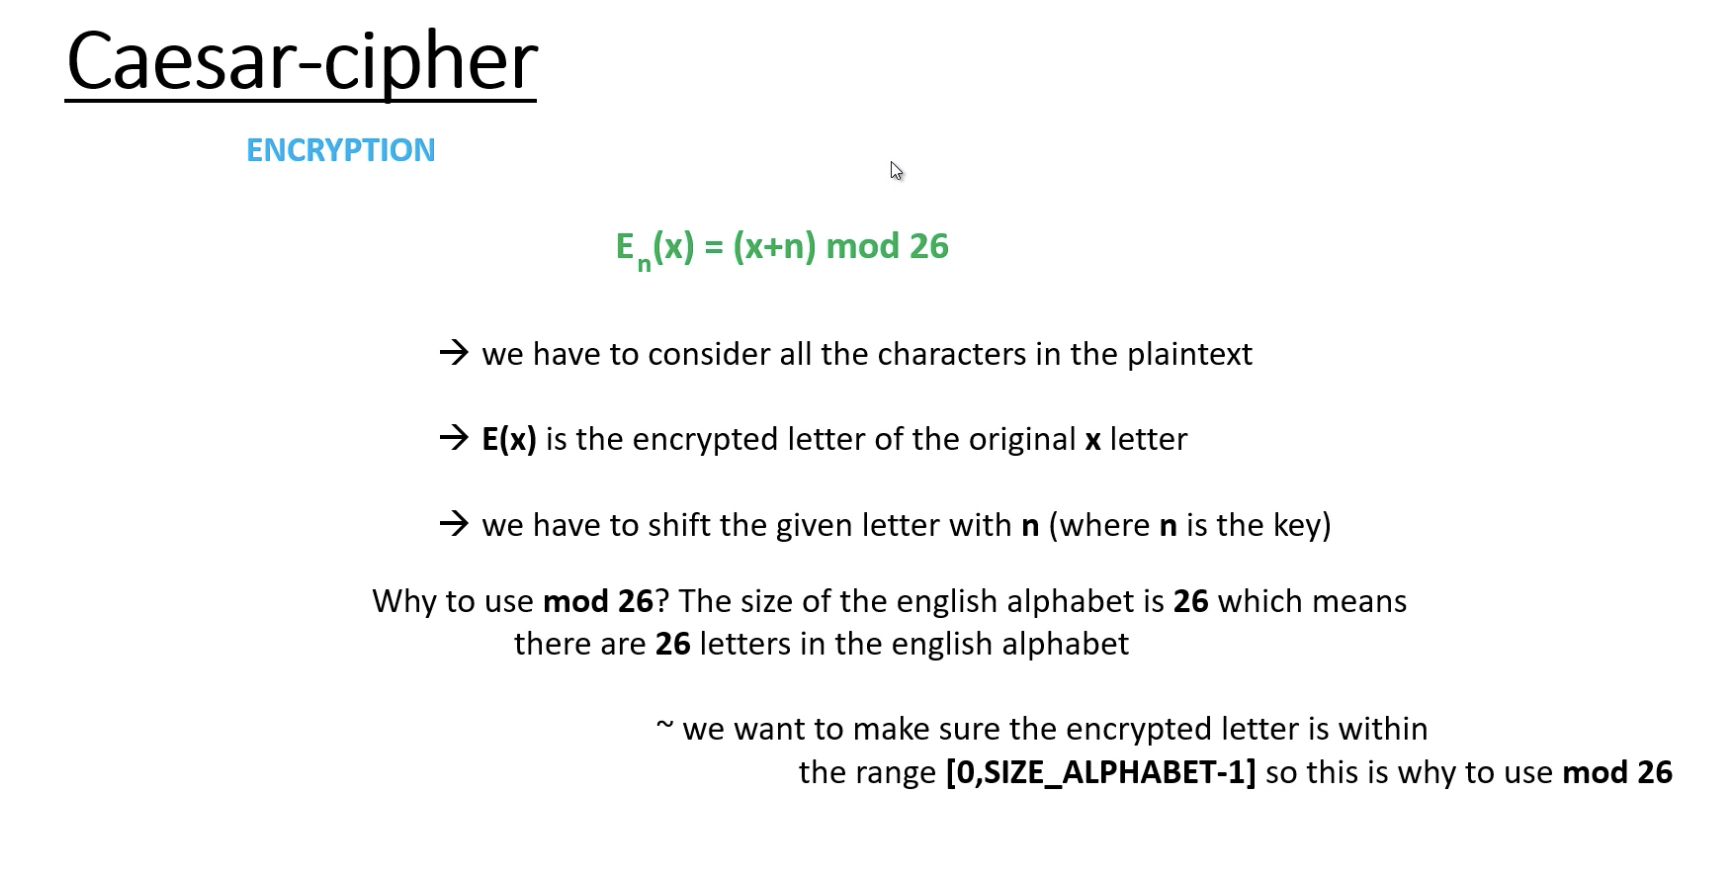 Caesar-cipher
ENCRYPTION
Eₙ(x) = (x+n) mod 26
→ we have to consider all the characters in the plaintext
→ E(x) is the encrypted letter of the original x letter
→ we have to shift the given letter with n (where n is the key)
Why to use mod 26? The size of the english alphabet is 26 which means
there are 26 letters in the english alphabet
~ we want to make sure the encrypted letter is within
the range [0,SIZE_ALPHABET-1] so this is why to use mod 26